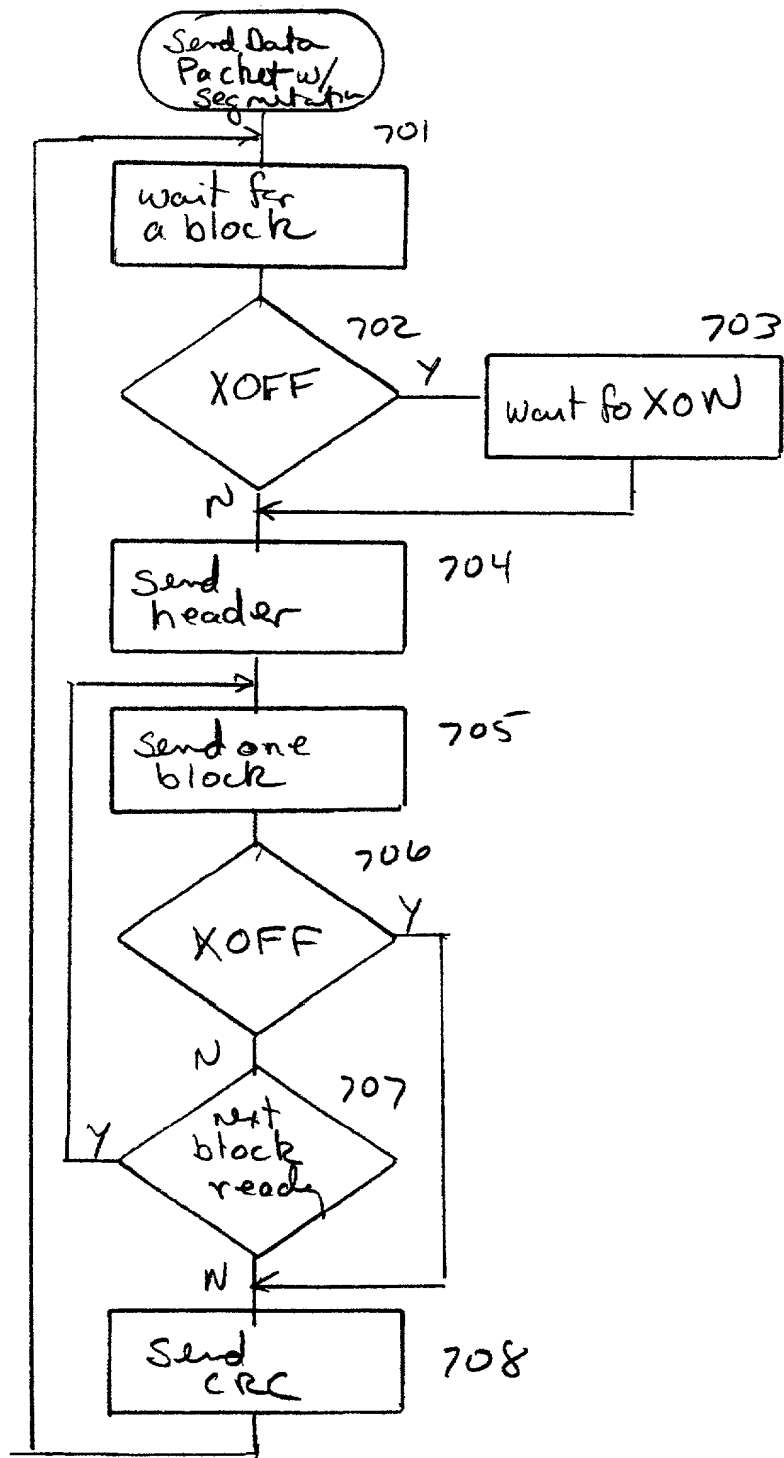 Send Data
Packet w/
Segmtation
701
wait for
a block
702
XOFF
Y
N
703
wait fo XON
704
Send
header
705
Send one
block
706
XOFF
Y
N
707
next
block
ready
Y
N
708
Send
CRC